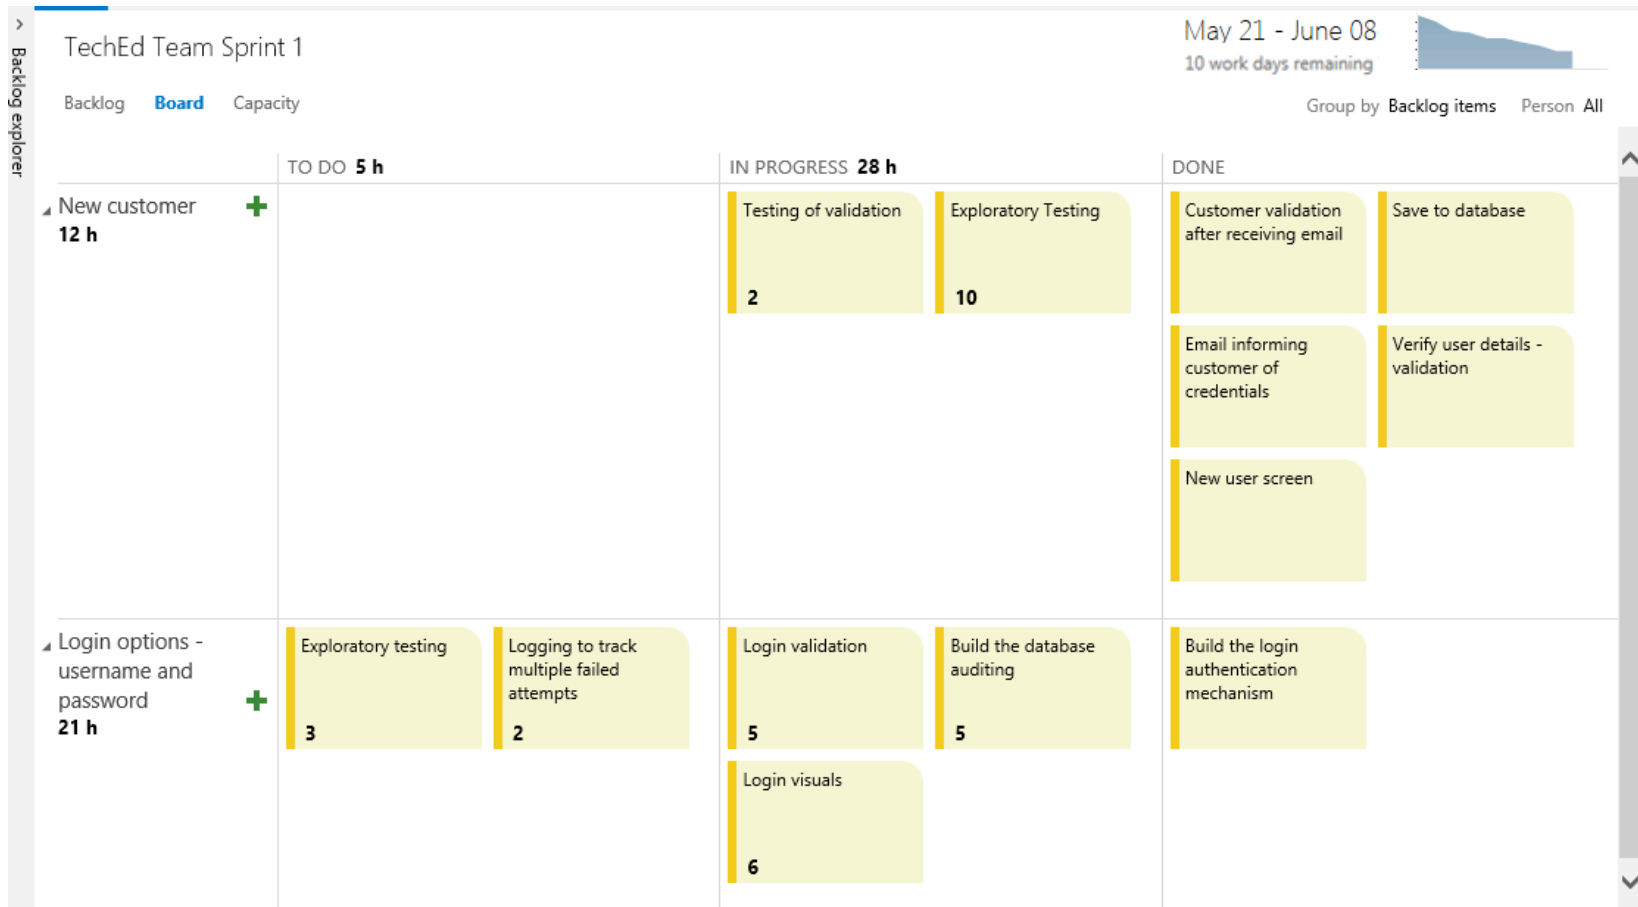 Backlog explorer
TechEd Team Sprint 1
May 21 - June 08
10 work days remaining
Backlog Board Capacity
Group by Backlog items Person All
TO DO 5 h
IN PROGRESS 28 h
DONE
New customer
12 h
Testing of validation
2
Exploratory Testing
10
Customer validation
after receiving email
Save to database
Email informing
customer of
credentials
Verify user details -
validation
New user screen
Login options -
username and
password
21 h
Exploratory testing
3
Logging to track
multiple failed
attempts
2
Login validation
5
Build the database
auditing
5
Login visuals
6
Build the login
authentication
mechanism